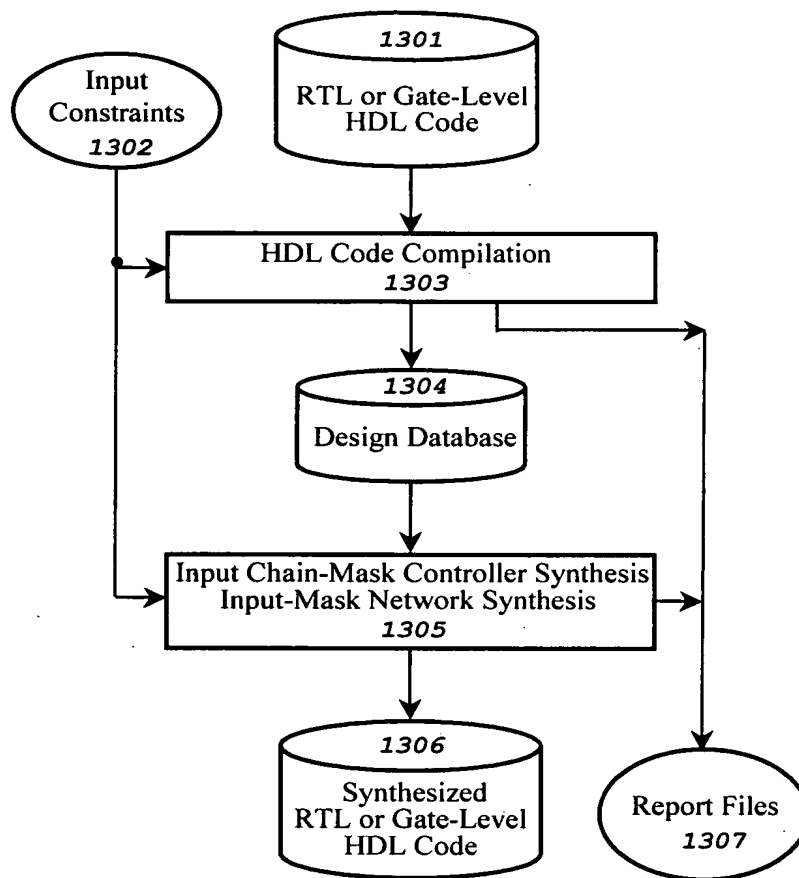 1301
RTL or Gate-Level
HDL Code
Input
Constraints
1302
HDL Code Compilation
1303
1304
Design Database
Input Chain-Mask Controller Synthesis
Input-Mask Network Synthesis
1305
1306
Synthesized
RTL or Gate-Level
HDL Code
Report Files
1307